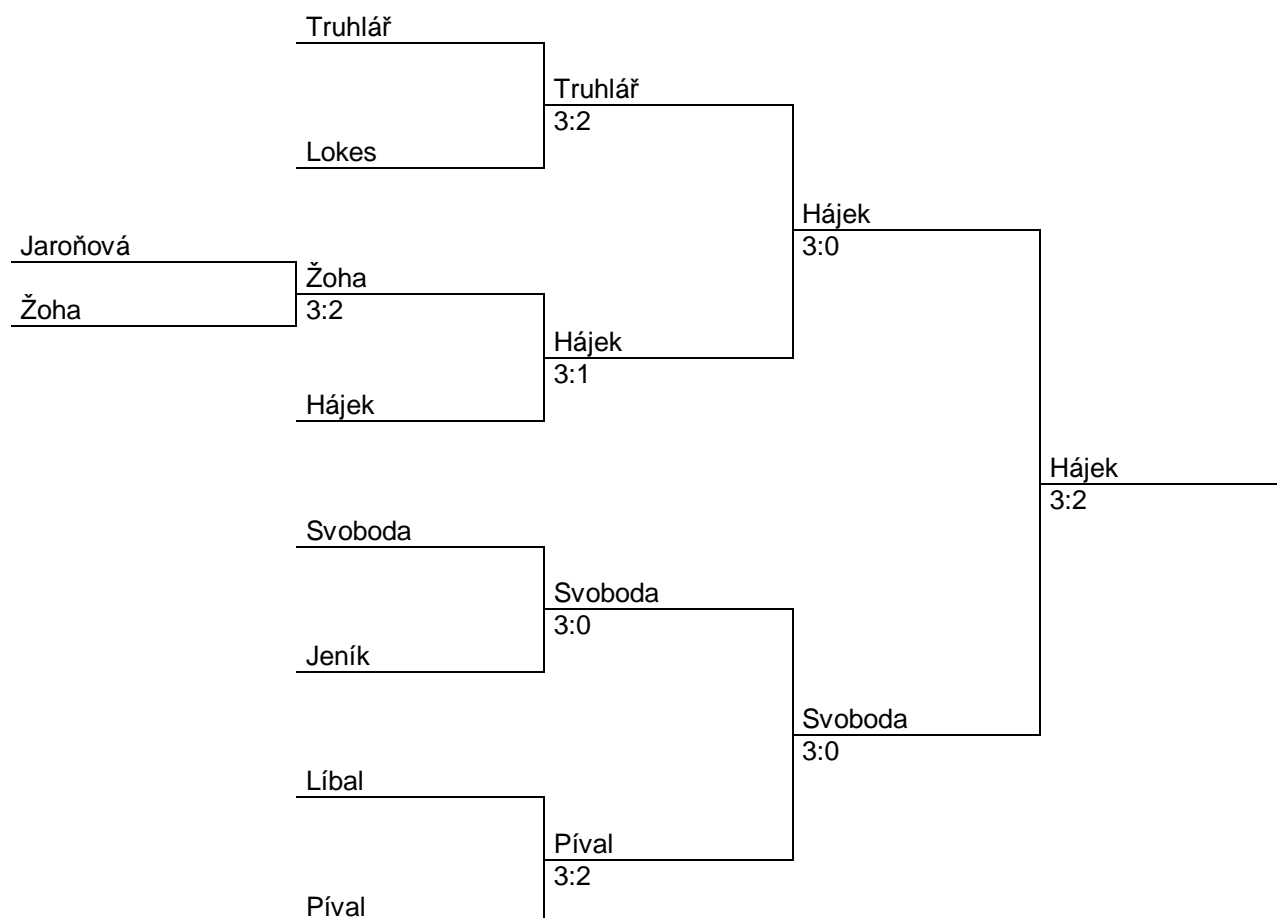 Truhlář
Truhlář
3:2
Lokes
Hájek
3:0
Jaroňová
Žoha
3:2
Žoha
Hájek
3:1
Hájek
Hájek
3:2
Svoboda
Svoboda
3:0
Jeník
Svoboda
3:0
Líbal
Píval
3:2
Píval